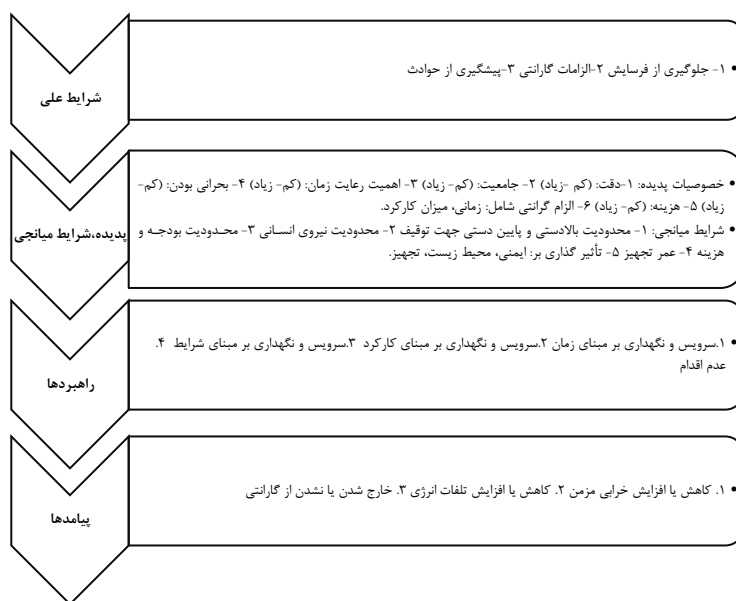 شرایط علی
• ۱- جلوگیری از فرسایش ۲-الزامات گارانتی ۳-پیشگیری از حوادث
پدیده،شرایط میانجی
• خصوصیات پدیده: ۱-دقت: (کم -زیاد) ۲- جامعیت: (کم- زیاد) ۳- اهمیت رعایت زمان: (کم- زیاد) ۴- بحرانی بودن: (کم-
زیاد) ۵- هزینه: (کم- زیاد) ۶- الزام گرانتی شامل: زمانی، میزان کارکرد.
• شرایط میانجی: ۱- محدودیت بالادستی و پایین دستی جهت توقیف ۲- محدودیت نیروی انسانی ۳- محدودیت بودجه و
هزینه ۴- عمر تجهیز ۵- تأثیر گذاری بر: ایمنی، محیط زیست، تجهیز.
راهبردها
• ۱.سرویس و نگهداری بر مبنای زمان ۲.سرویس و نگهداری بر مبنای کارکرد ۳.سرویس و نگهداری بر مبنای شرایط ۴.
عدم اقدام
پیامدها
• ۱. کاهش یا افزایش خرابی مزمن ۲. کاهش یا افزایش تلفات انرژی ۳. خارج شدن یا نشدن از گارانتی